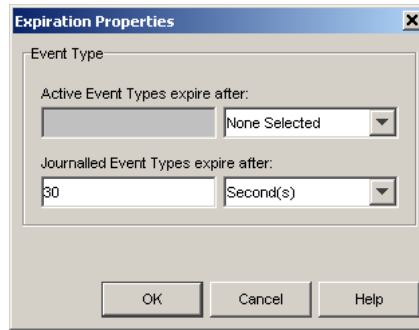 Expiration Properties
Event Type
Active Event Types expire after:
None Selected
Journalled Event Types expire after:
30 Second(s)
OK Cancel Help